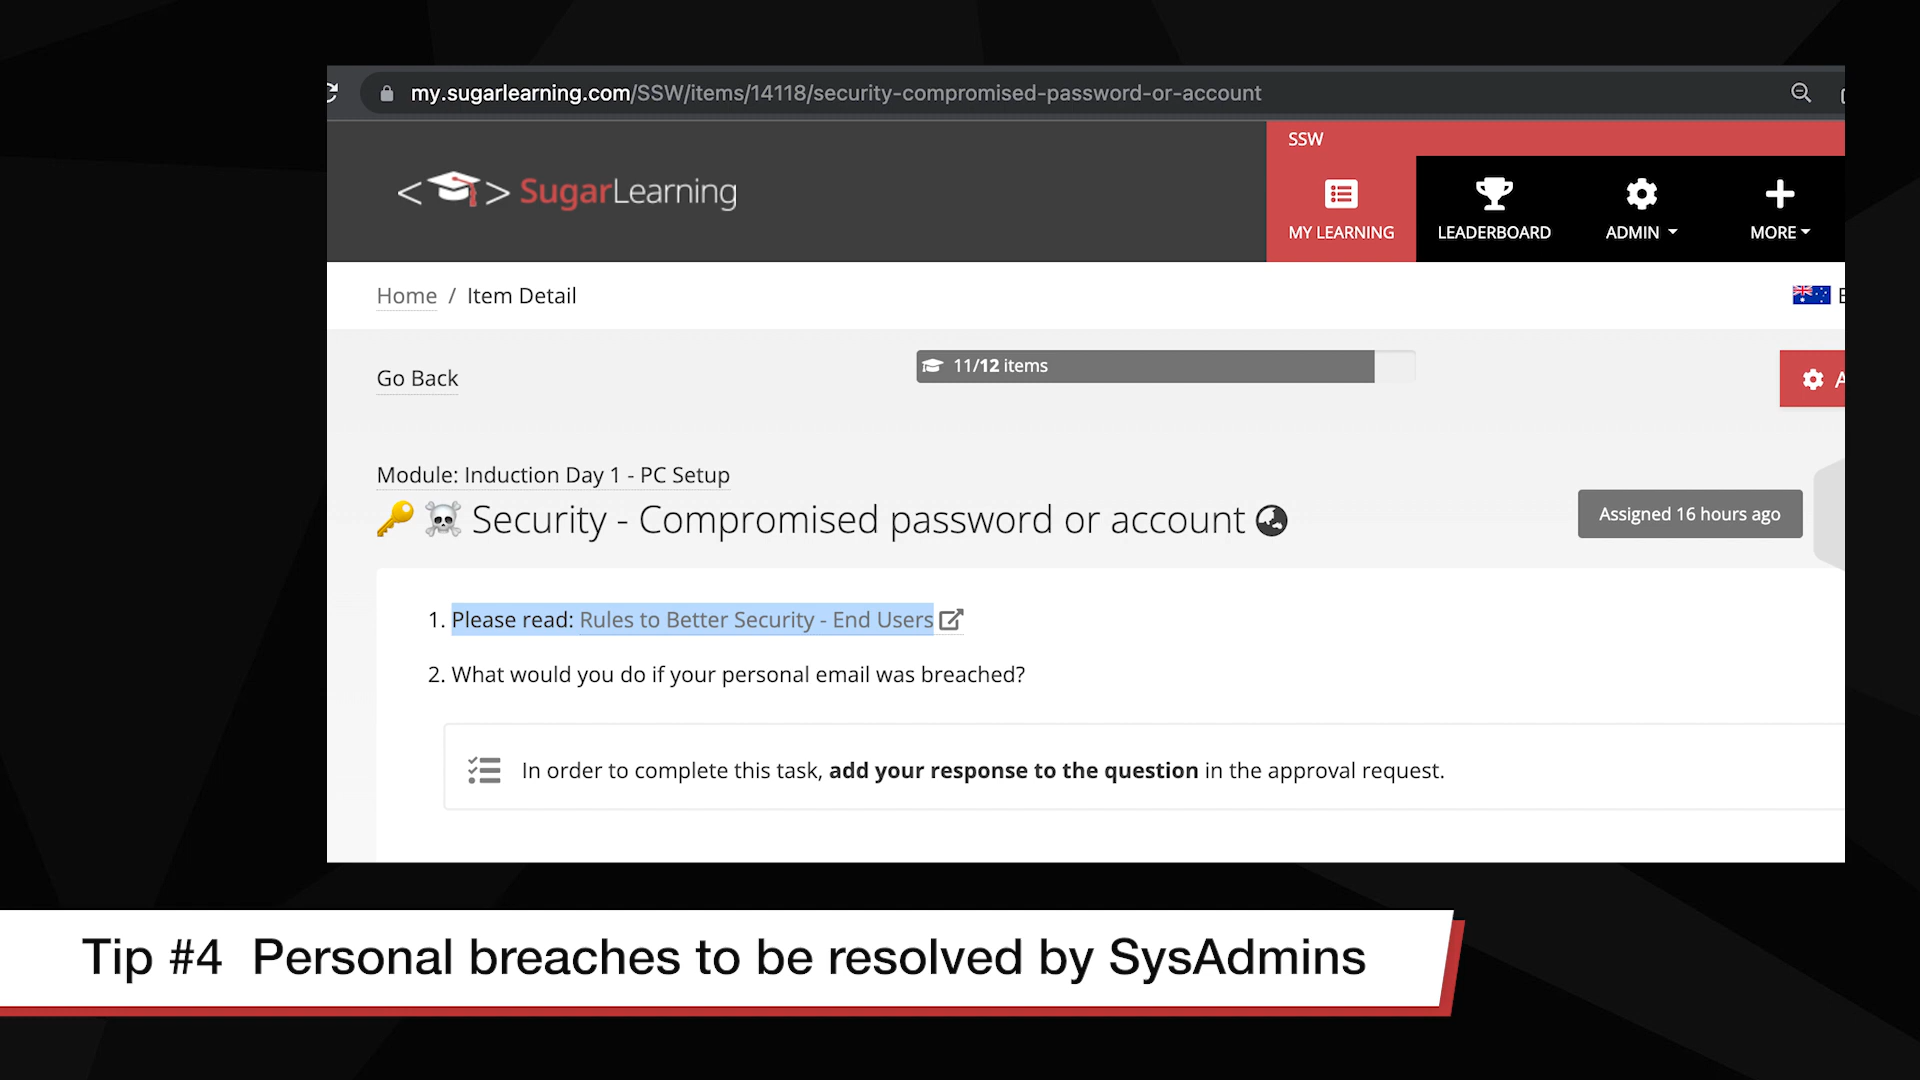 my.sugarlearning.com/SSW/items/14118/security-compromised-password-or-account
SSW
<SugarLearning
MY LEARNING
LEADERBOARD
ADMIN
MORE
Home / Item Detail
Go Back
11/12 items
Module: Induction Day 1 - PC Setup
Security - Compromised password or account
Assigned 16 hours ago
1. Please read: Rules to Better Security - End Users
2. What would you do if your personal email was breached?
In order to complete this task, add your response to the question in the approval request.
Tip #4 Personal breaches to be resolved by SysAdmins